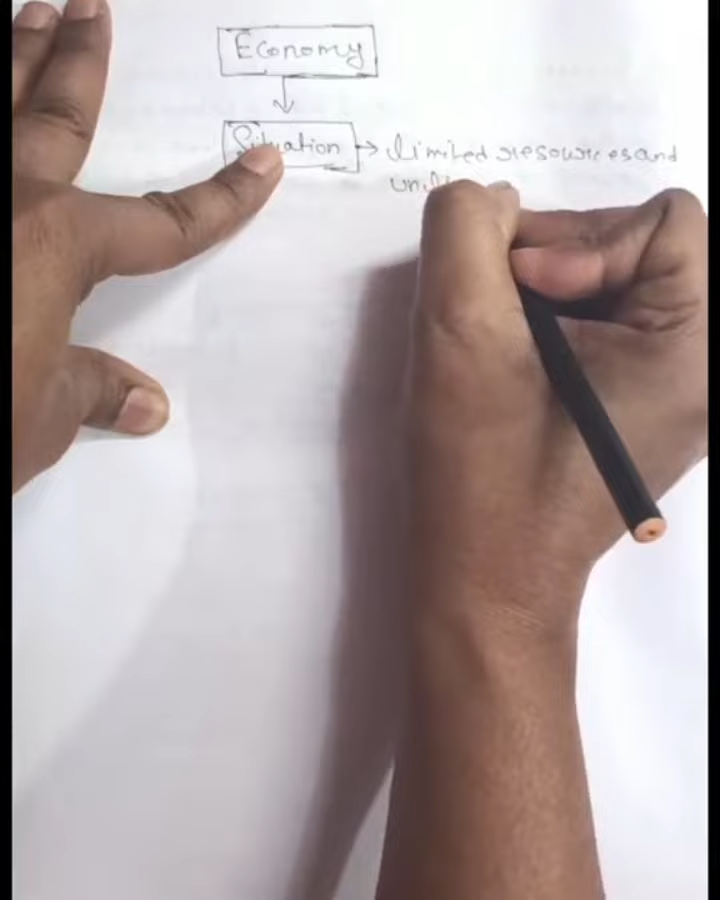 Economy
Situation → limited resources and